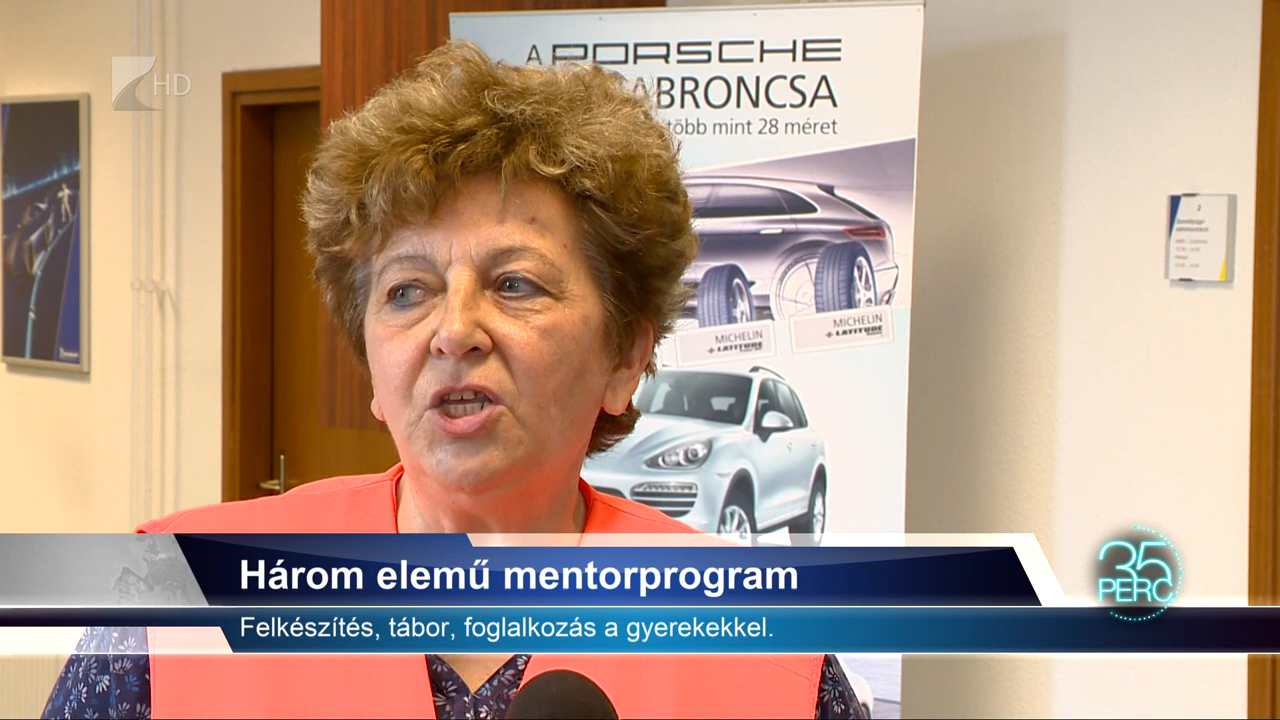 HD
A PORSCHE
ABRONCSA
több mint 28 méret
MICHELIN
LATITUDE
MICHELIN
LATITUDE
2
Három elemű mentorprogram
Felkészítés, tábor, foglalkozás a gyerekekkel.
35
PERC